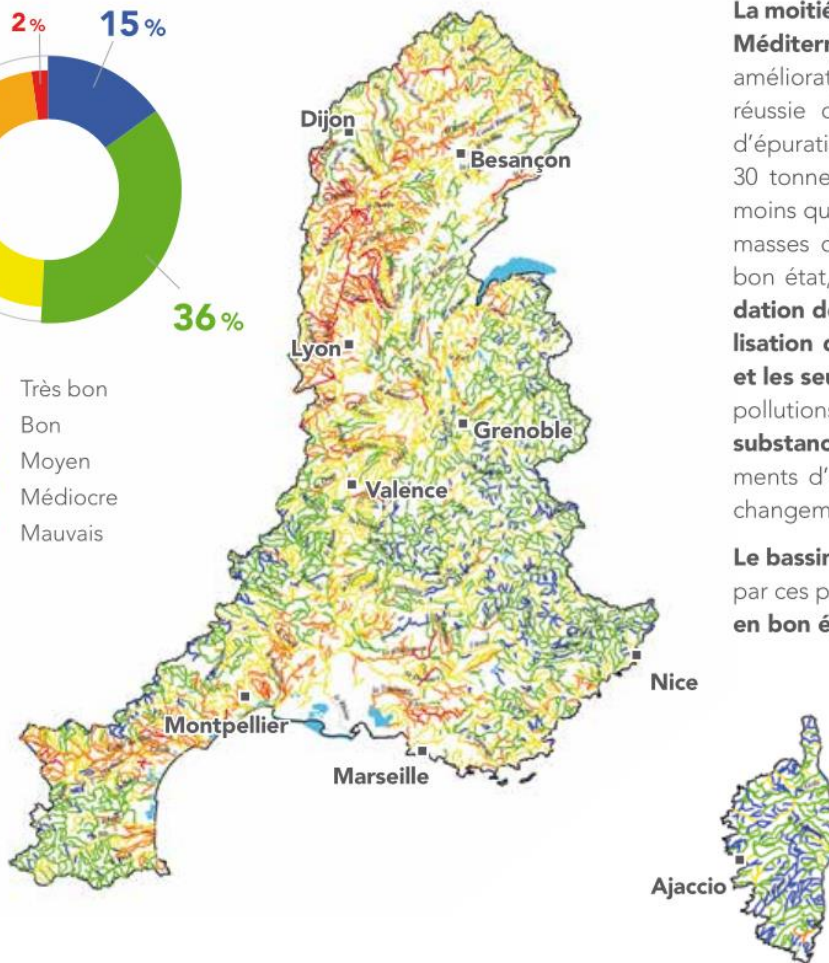 2 %
15 %
36 %
Très bon
Bon
Moyen
Médiocre
Mauvais
Dijon
Besançon
Lyon
Grenoble
Valence
Nice
Montpellier
Marseille
Ajaccio
La moitié
Méditerr
améliorat
réussie d
d’épurati
30 tonne
moins qu
masses d
bon état,
dation de
lisation d
et les seu
pollutions
substanc
ments d’
changem
Le bassin
par ces p
en bon é